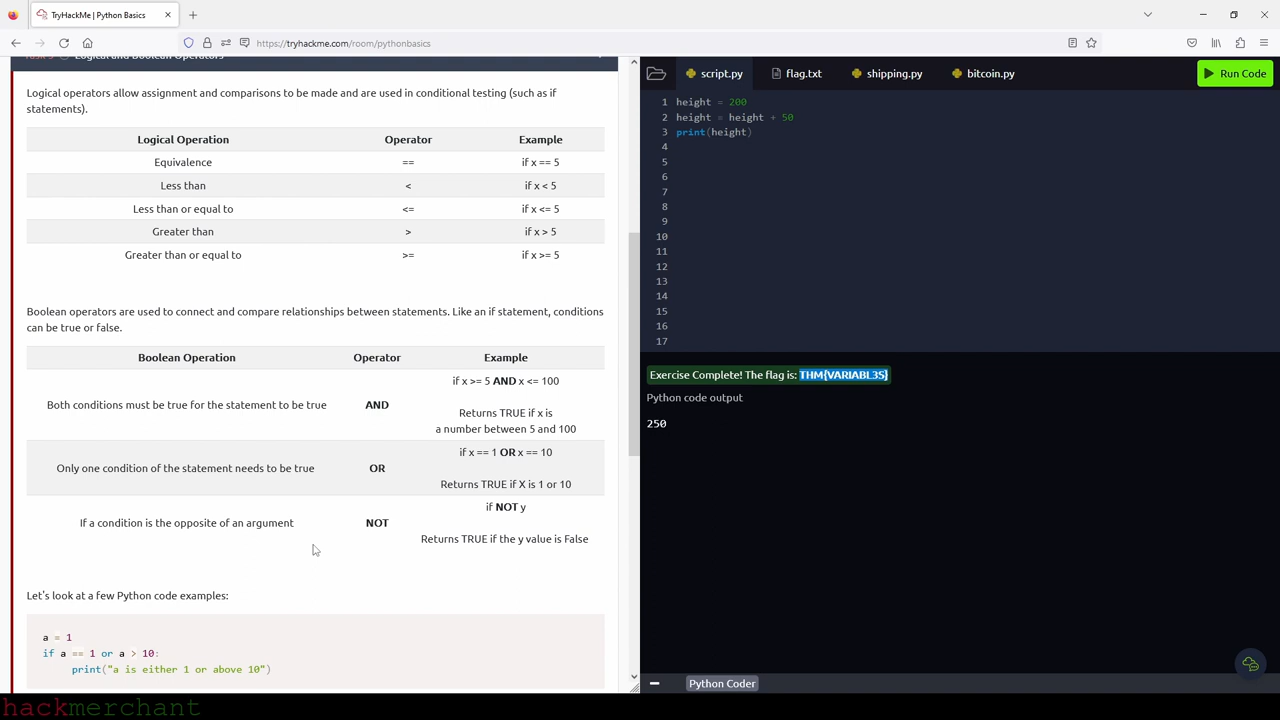 TryHackMe | Python Basics
https://tryhackme.com/room/pythonbasics
Logical and Boolean Operators
Logical operators allow assignment and comparisons to be made and are used in conditional testing (such as if
statements).
Logical Operation Operator Example
Equivalence == if x == 5
Less than < if x < 5
Less than or equal to <= if x <= 5
Greater than > if x > 5
Greater than or equal to >= if x >= 5
Boolean operators are used to connect and compare relationships between statements. Like an if statement, conditions
can be true or false.
Boolean Operation Operator Example
Both conditions must be true for the statement to be true AND if x >= 5 AND x <= 100
Returns TRUE if x is
a number between 5 and 100
Only one condition of the statement needs to be true OR if x == 1 OR x == 10
Returns TRUE if X is 1 or 10
If a condition is the opposite of an argument NOT if NOT y
Returns TRUE if the y value is False
Let's look at a few Python code examples:
a = 1
if a == 1 or a > 10:
print("a is either 1 or above 10")
script.py flag.txt shipping.py bitcoin.py Run Code
1 height = 200
2 height = height + 50
3 print(height)
4
5
6
7
8
9
10
11
12
13
14
15
16
17
Exercise Complete! The flag is: THM{VARIABL3S}
Python code output
250
Python Coder
hackmerchant